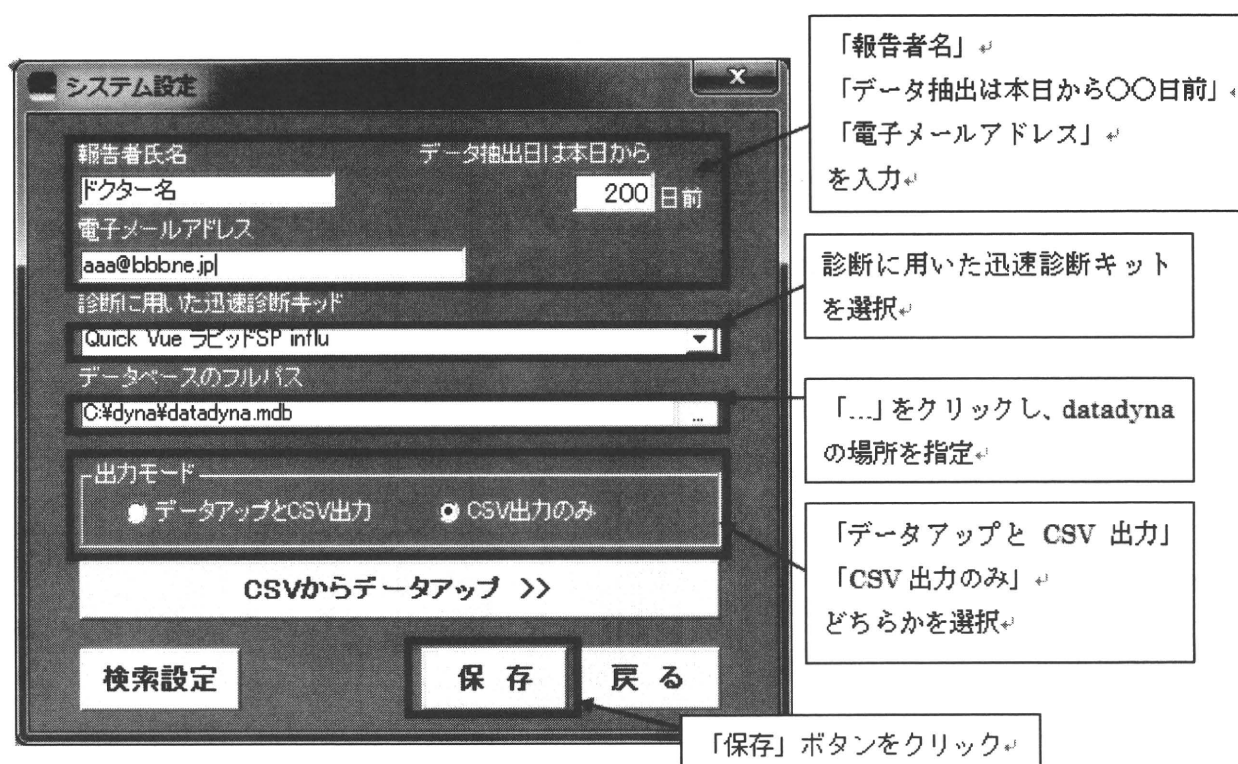 システム設定
x
報告者氏名
データ抽出日は本日から
ドクター名
200 日前
電子メールアドレス
aaa@bbb.ne.jp
診断に用いた迅速診断キッド
Quick Vue ラピッドSP influ
データベースのフルパス
C:¥dyna¥datadyna.mdb
...
出力モード
データアップとCSV出力
CSV出力のみ
CSVからデータアップ >>
検索設定
保 存
戻 る
「報告者名」↵
「データ抽出は本日から〇〇日前」↵
「電子メールアドレス」↵
を入力↵
診断に用いた迅速診断キット
を選択↵
「…」をクリックし、datadyna
の場所を指定↵
「データアップと CSV 出力」
「CSV 出力のみ」↵
どちらかを選択↵
「保存」ボタンをクリック↵